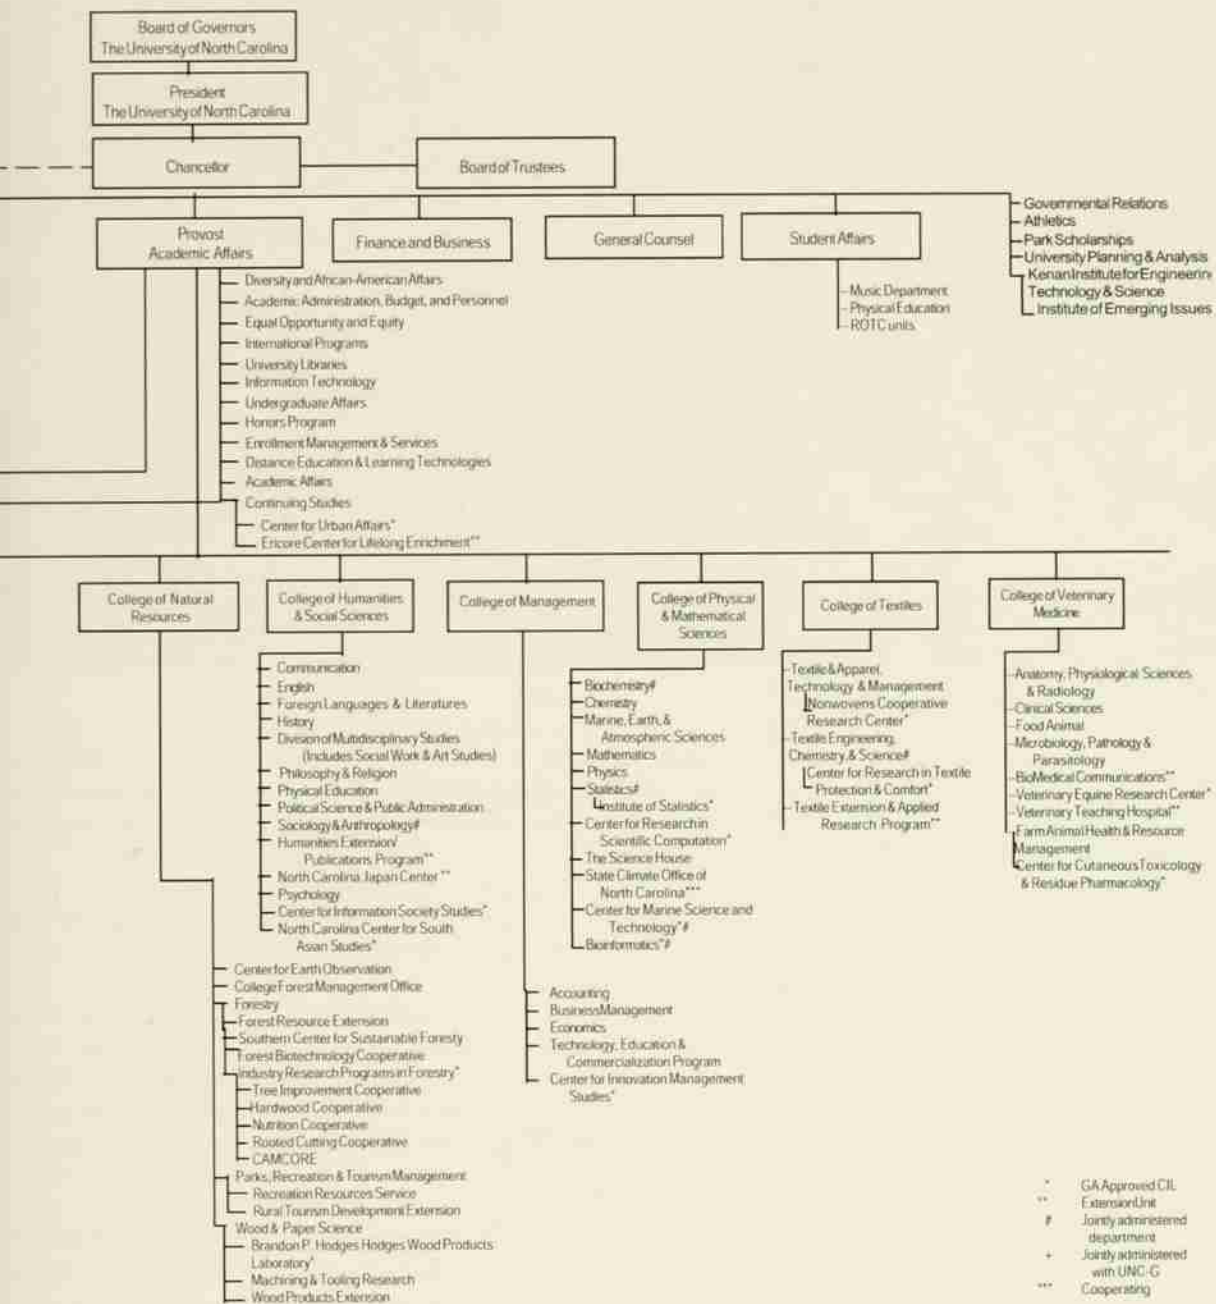 Board of Governors
The University of North Carolina
President
The University of North Carolina
Chancellor
Board of Trustees
Provost
Academic Affairs
Finance and Business
General Counsel
Student Affairs
Governmental Relations
Athletics
Park Scholarships
University Planning & Analysis
Kenan Institute for Engineerin
Technology & Science
Institute of Emerging Issues
Music Department
Physical Education
ROTC units
Diversity and African-American Affairs
Academic Administration, Budget, and Personnel
Equal Opportunity and Equity
International Programs
University Libraries
Information Technology
Undergraduate Affairs
Honors Program
Enrollment Management & Services
Distance Education & Learning Technologies
Academic Affairs
Continuing Studies
Center for Urban Affairs*
Encore Center for Lifelong Enrichment**
College of Natural
Resources
College of Humanities
& Social Sciences
College of Management
College of Physical
& Mathematical
Sciences
College of Textiles
College of Veterinary
Medicine
Communication
English
Foreign Languages & Literatures
History
Division of Multidisciplinary Studies
(Includes Social Work & Art Studies)
Philosophy & Religion
Physical Education
Political Science & Public Administration
Sociology & Anthropology#
Humanities Extension/
Publications Program**
North Carolina Japan Center**
Psychology
Center for Information Society Studies*
North Carolina Center for South
Asian Studies*
Biochemistry#
Chemistry
Marine, Earth, &
Atmospheric Sciences
Mathematics
Physics
Statistics#
Institute of Statistics*
Center for Research in
Scientific Computation*
The Science House
State Climate Office of
North Carolina***
Center for Marine Science and
Technology*#
Bioinformatics*#
Textile & Apparel,
Technology & Management
Nonwovens Cooperative
Research Center*
Textile Engineering,
Chemistry, & Science#
Center for Research in Textile
Protection & Comfort*
Textile Extension & Applied
Research Program**
Anatomy, Physiological Sciences
& Radiology
Clinical Sciences
Food Animal
Microbiology, Pathology &
Parasitology
BioMedical Communications**
Veterinary Equine Research Center*
Veterinary Teaching Hospital**
Farm Animal Health & Resource
Management
Center for Cutaneous Toxicology
& Residue Pharmacology*
Center for Earth Observation
College Forest Management Office
Forestry
Forest Resource Extension
Southern Center for Sustainable Foresty
Forest Biotechnology Cooperative
Industry Research Programs in Forestry*
Tree Improvement Cooperative
Hardwood Cooperative
Nutrition Cooperative
Rooted Cutting Cooperative
CAMCORE
Parks, Recreation & Tourism Management
Recreation Resources Service
Rural Tourism Development Extension
Wood & Paper Science
Brandon P. Hodges Hodges Wood Products
Laboratory*
Machining & Tooling Research
Wood Products Extension
Accounting
Business Management
Economics
Technology, Education &
Commercialization Program
Center for Innovation Management
Studies*
* GA Approved CIL
** Extension Unit
# Jointly administered
department
+ Jointly administered
with UNC-G
*** Cooperating